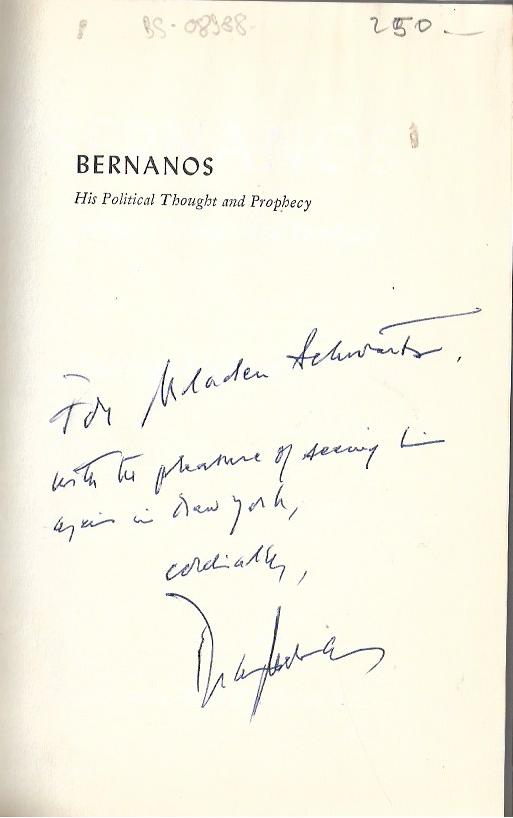 BS-08988-
250.—
BERNANOS
His Political Thought and Prophecy
For Mladen Schwartz,
with the pleasure of seeing him
again in New York,
cordially,